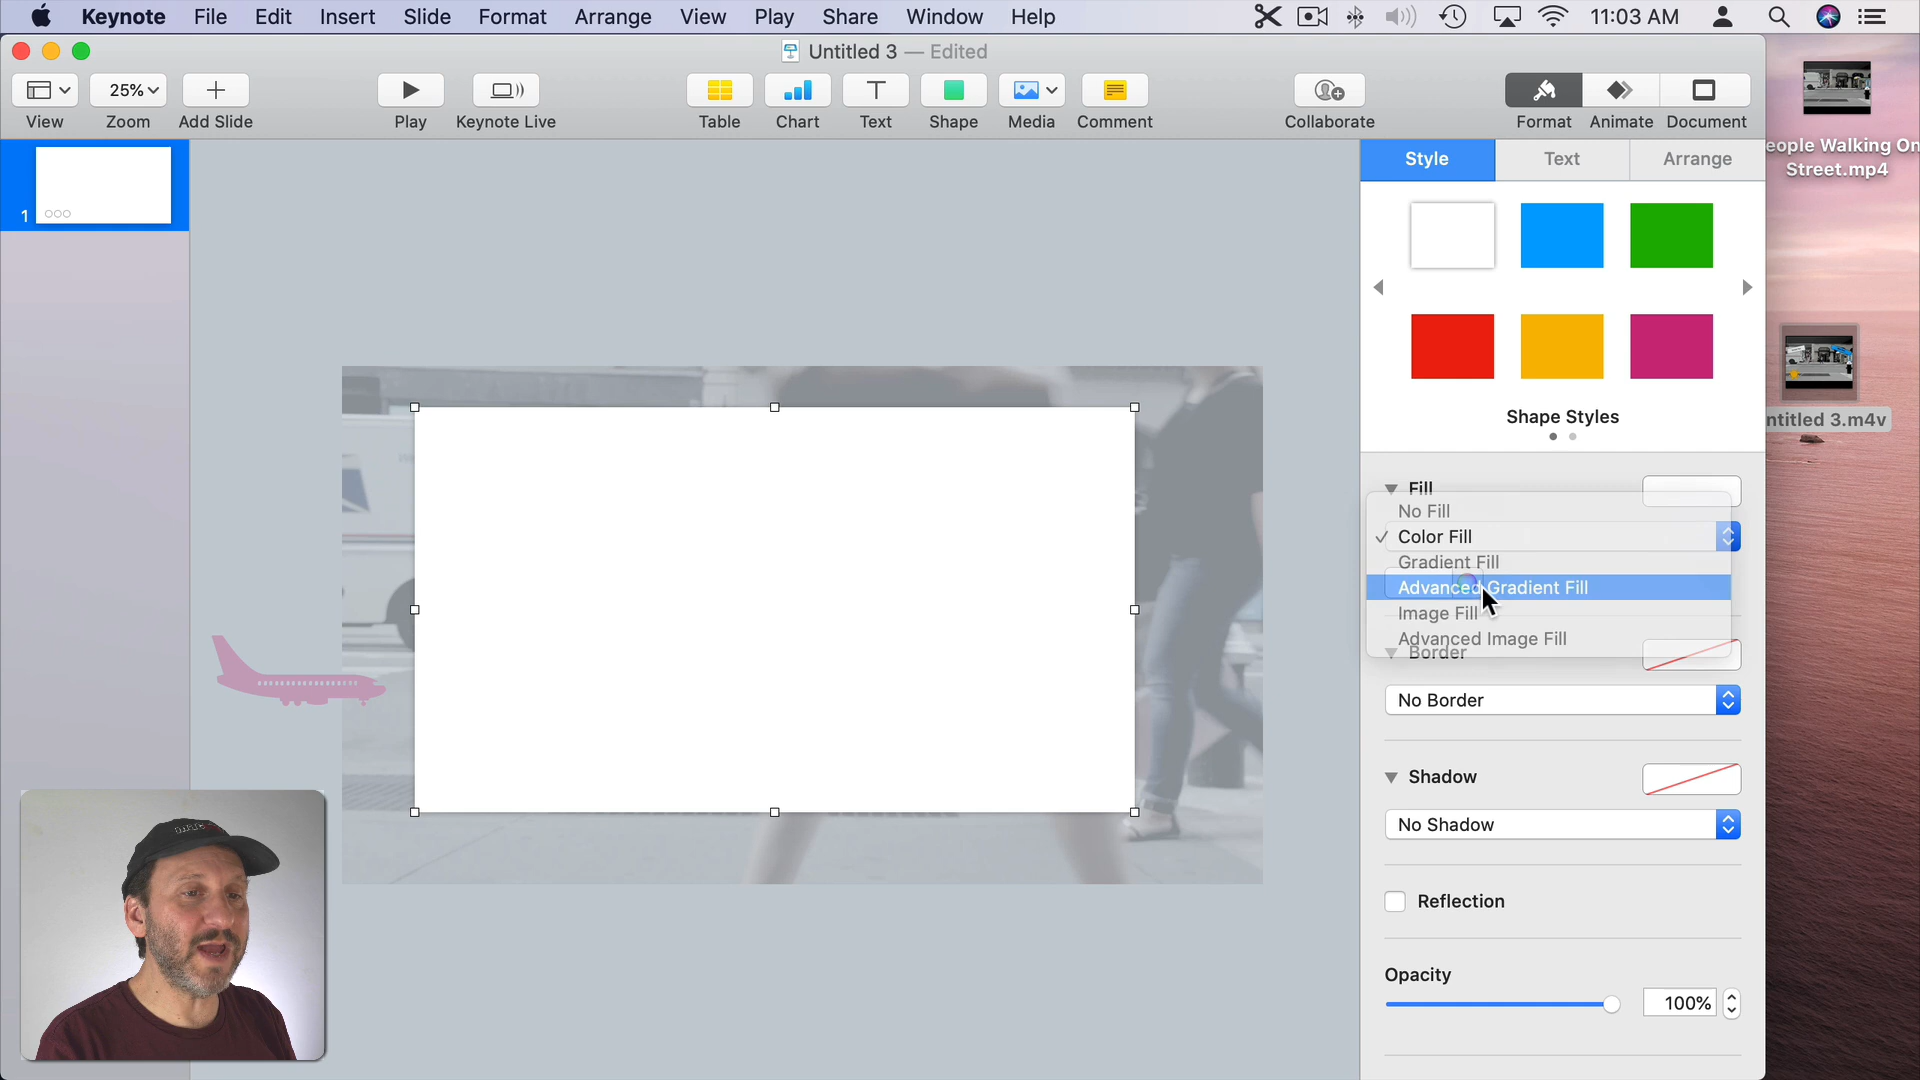 Keynote File Edit Insert Slide Format Arrange View Play Share Window Help 11:03 AM
Untitled 3 — Edited
25%
View Zoom Add Slide Play Keynote Live Table Chart Text Shape Media Comment Collaborate Format Animate Document
Style Text Arrange
eople Walking On
Street.mp4
1
Shape Styles
ntitled 3.m4v
Fill
No Fill
✓ Color Fill
Gradient Fill
Advanced Gradient Fill
Image Fill
Advanced Image Fill
Border
No Border
Shadow
No Shadow
Reflection
Opacity
100%